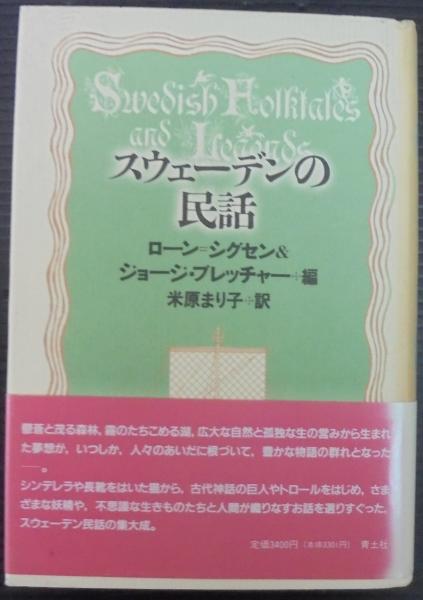 Swedish Folktales
and Legends
スウェーデンの
民話
ローン=シグセン&
ジョージ・ブレッチャー+編
米原まり子+訳
鬱蒼と茂る森林、霧のたちこめる湖。広大な自然と孤独な生の営みから生まれ
た夢想が、いつしか、人々のあいだに根づいて、豊かな物語の群れとなった
――。
シンデレラや長靴をはいた猫から、古代神話の巨人やトロールをはじめ、さま
ざまな妖精や、不思議な生きものたちと人間が織りなすお話を選りすぐった、
スウェーデン民話の集大成。
定価3400円(本体3301円) 青土社